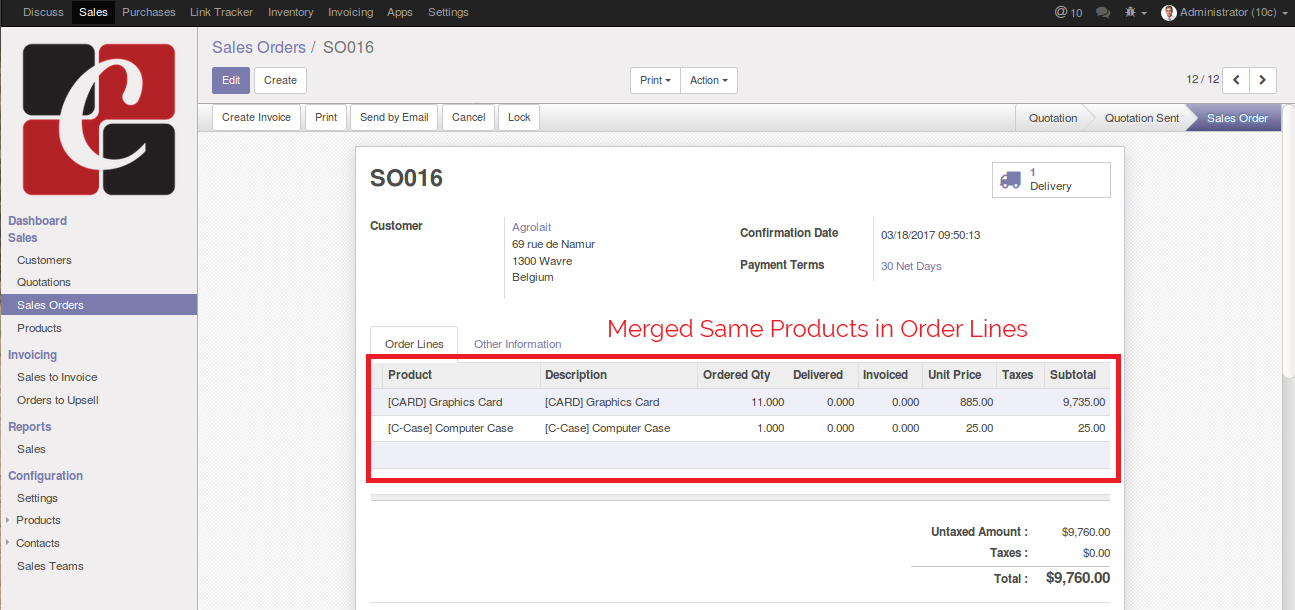 Discuss Sales Purchases Link Tracker Inventory Invoicing Apps Settings @ 10 Administrator (10c)
C
Sales Orders / SO016
Edit Create Print Action 12 / 12
Create Invoice Print Send by Email Cancel Lock Quotation Quotation Sent Sales Order
Dashboard
Sales
Customers
Quotations
Sales Orders
Products
Invoicing
Sales to Invoice
Orders to Upsell
Reports
Sales
Configuration
Settings
Products
Contacts
Sales Teams
SO016
1
Delivery
Customer
Agrolait
69 rue de Namur
1300 Wavre
Belgium
Confirmation Date 03/18/2017 09:50:13
Payment Terms 30 Net Days
Merged Same Products in Order Lines
Order Lines Other Information
Product Description Ordered Qty Delivered Invoiced Unit Price Taxes Subtotal
[CARD] Graphics Card [CARD] Graphics Card 11.000 0.000 0.000 885.00 9,735.00
[C-Case] Computer Case [C-Case] Computer Case 1.000 0.000 0.000 25.00 25.00
Untaxed Amount : $9,760.00
Taxes : $0.00
Total : $9,760.00